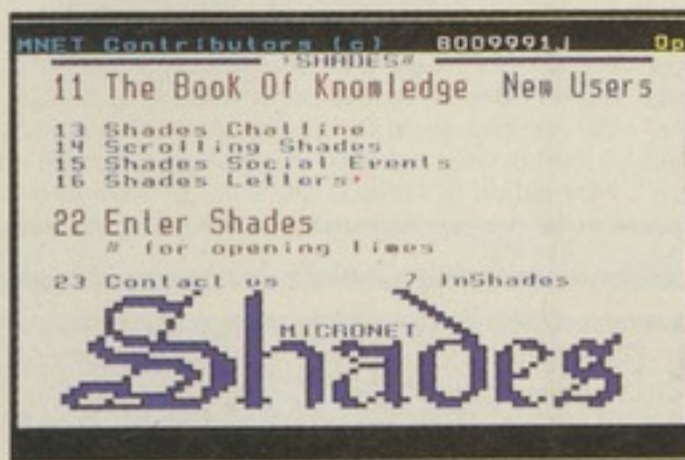 MNET Contributors (c) 8009991J Op
*SHADES#
11 The Book Of Knowledge New Users
13 Shades Chatline
14 Scrolling Shades
15 Shades Social Events
16 Shades Letters*
22 Enter Shades
# for opening times
23 Contact us 7 InShades
MICRONET
Shades